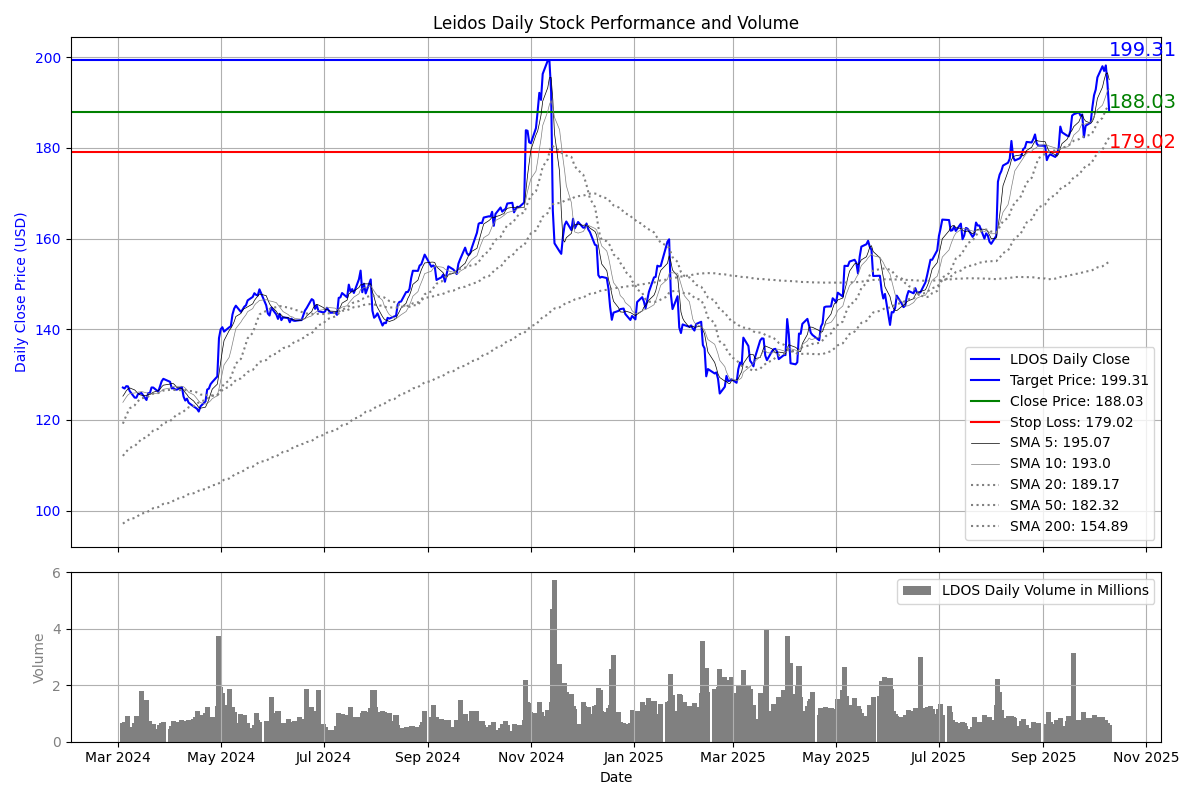 Leidos Daily Stock Performance and Volume
Daily Close Price (USD)
200
180
160
140
120
100
199.31
188.03
179.02
LDOS Daily Close
Target Price: 199.31
Close Price: 188.03
Stop Loss: 179.02
SMA 5: 195.07
SMA 10: 193.0
SMA 20: 189.17
SMA 50: 182.32
SMA 200: 154.89
Volume
6
4
2
0
LDOS Daily Volume in Millions
Mar 2024 May 2024 Jul 2024 Sep 2024 Nov 2024 Jan 2025 Mar 2025 May 2025 Jul 2025 Sep 2025 Nov 2025
Date